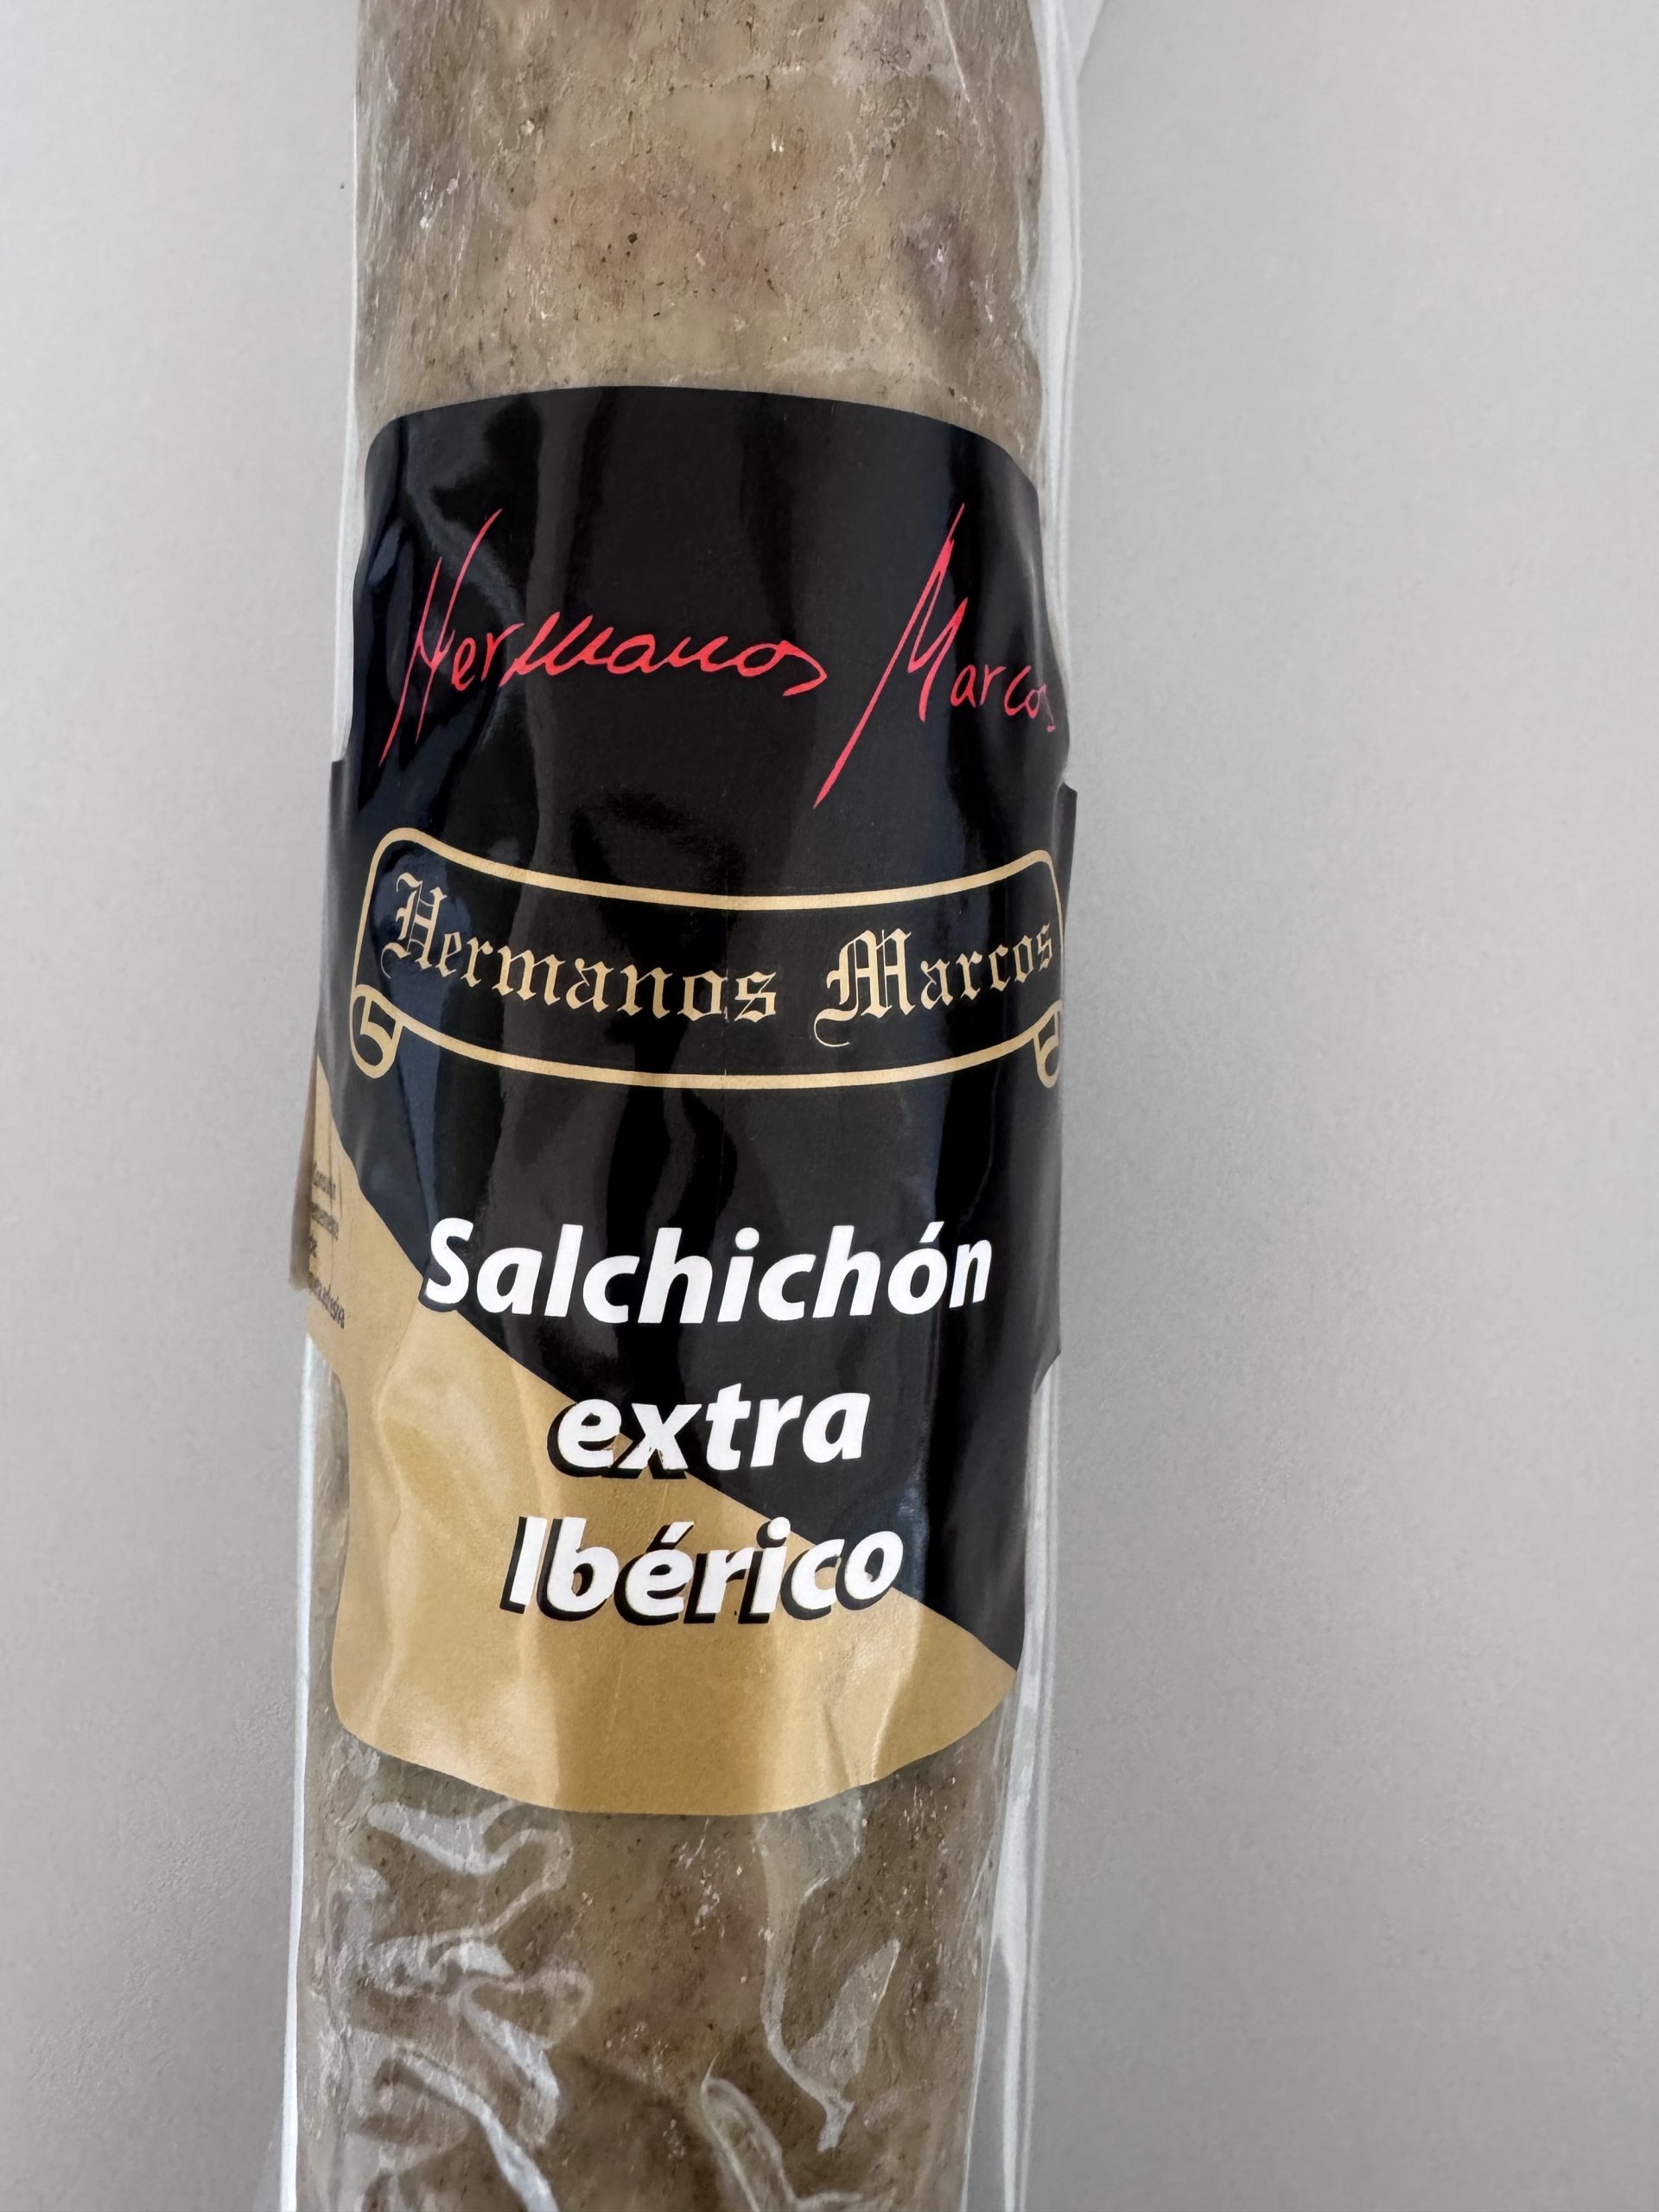 Hermanos Marcos
Hermanos Marcos
Salchichón
extra
Ibérico